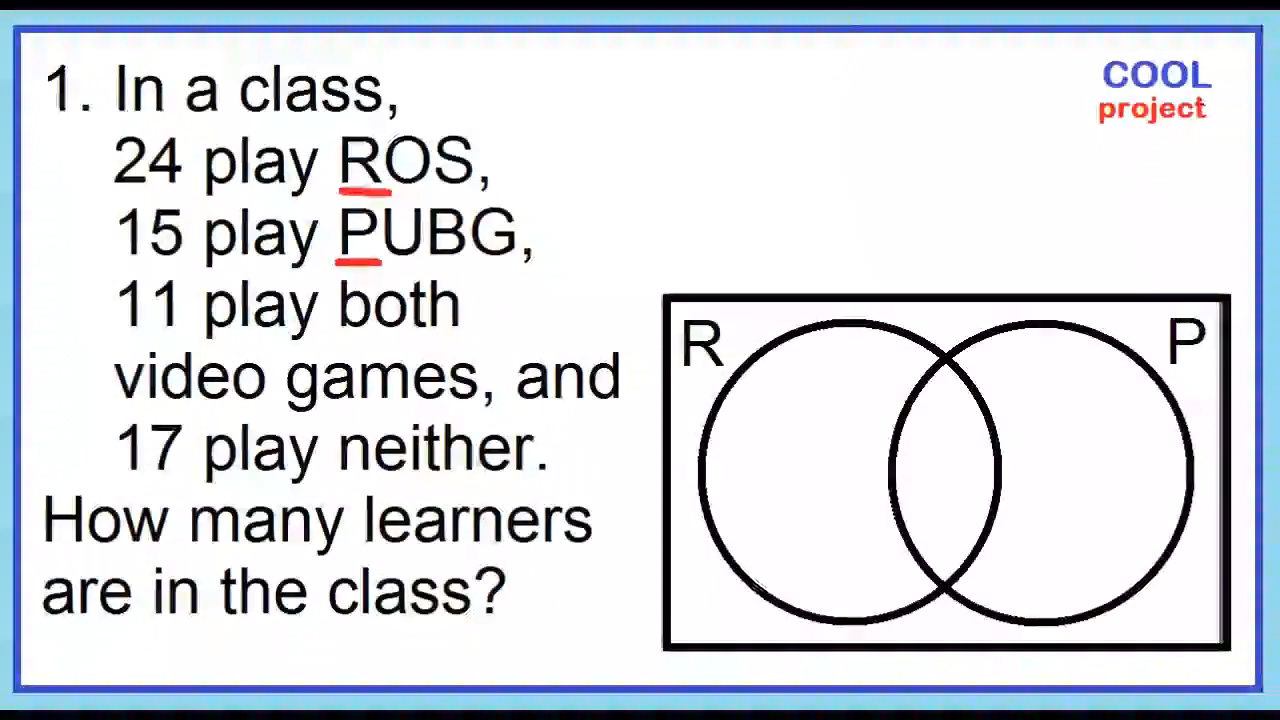 1. In a class,
24 play ROS,
15 play PUBG,
11 play both
video games, and
17 play neither.
How many learners
are in the class?
COOL
project
R
P